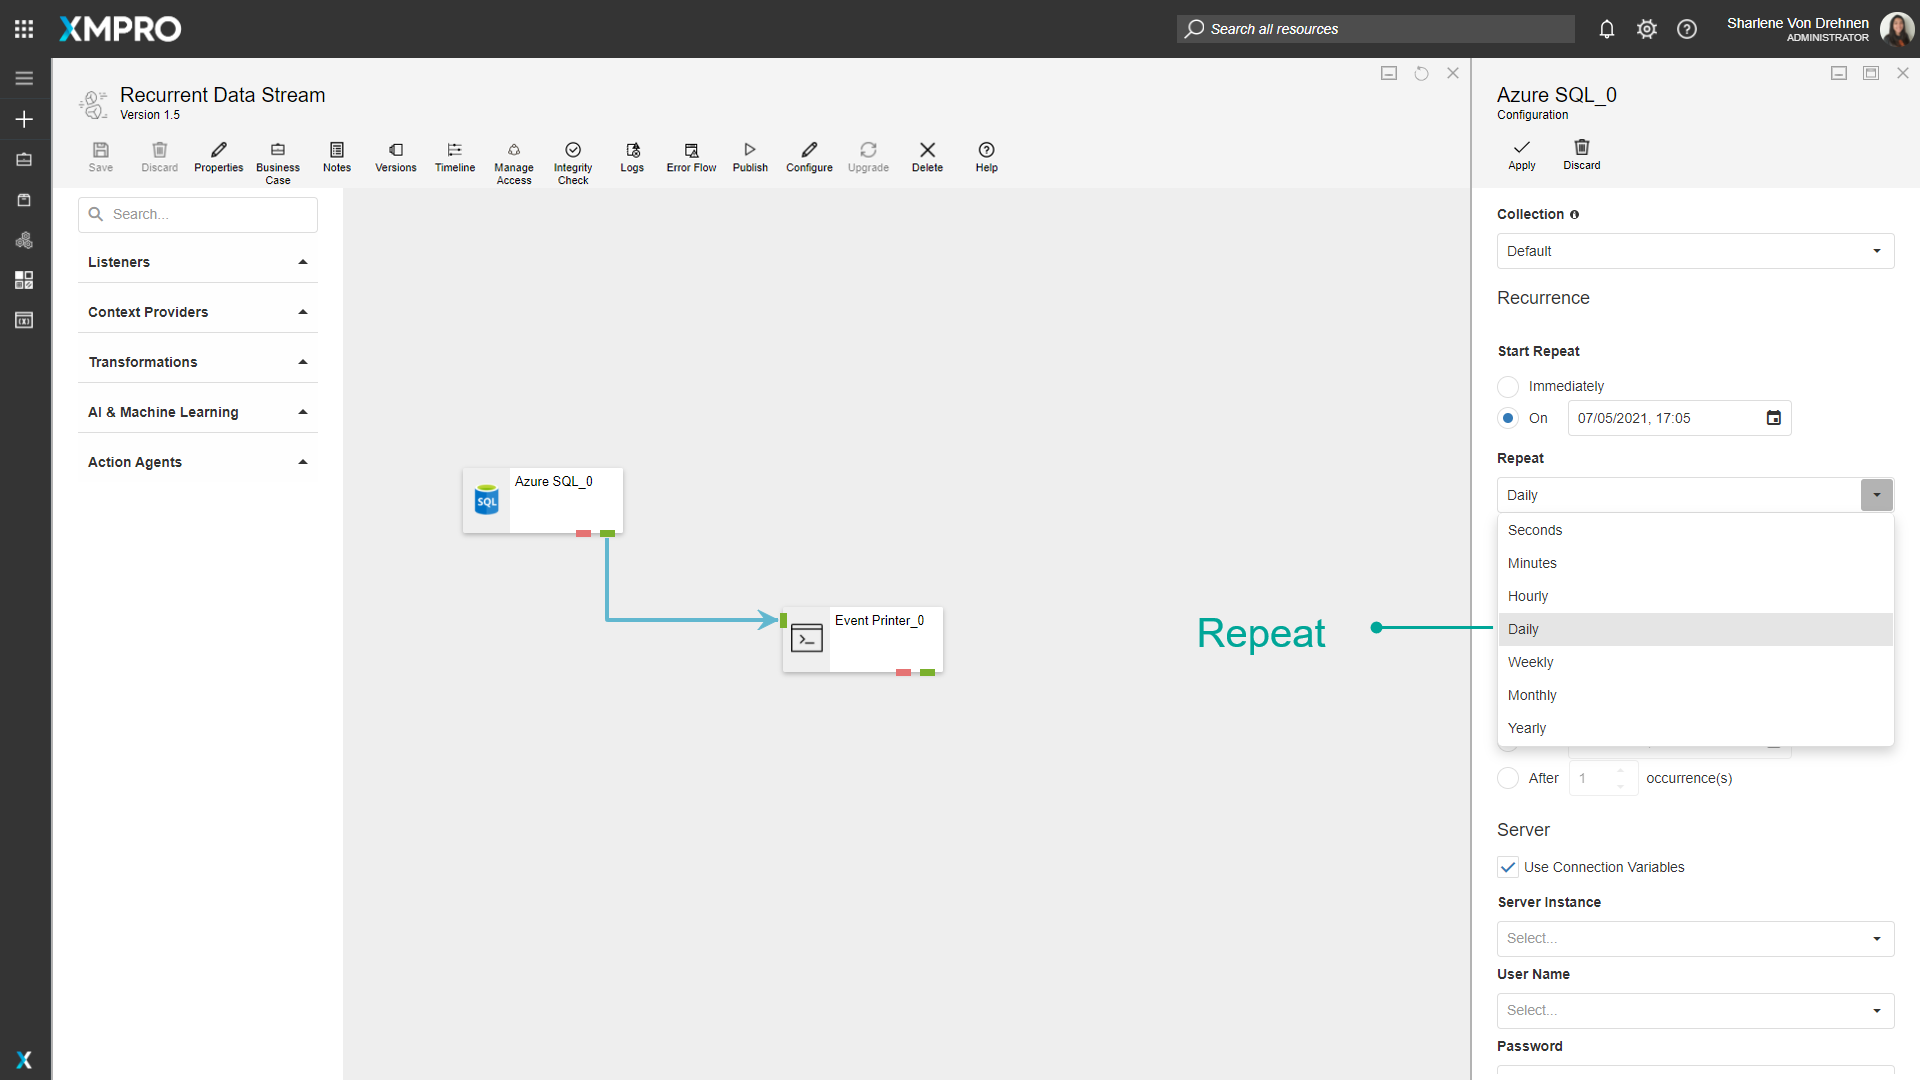 XMPRO
Search all resources
Sharlene Von Drehnen
ADMINISTRATOR
Recurrent Data Stream
Version 1.5
Save
Discard
Properties
Business
Case
Notes
Versions
Timeline
Manage
Access
Integrity
Check
Logs
Error Flow
Publish
Configure
Upgrade
Delete
Help
Search...
Listeners
Context Providers
Transformations
AI & Machine Learning
Action Agents
SQL
Azure SQL_0
Event Printer_0
Repeat
Azure SQL_0
Configuration
Apply
Discard
Collection
Default
Recurrence
Start Repeat
Immediately
On
07/05/2021, 17:05
Repeat
Daily
Seconds
Minutes
Hourly
Daily
Weekly
Monthly
Yearly
After
1
occurrence(s)
Server
Use Connection Variables
Server Instance
Select...
User Name
Select...
Password